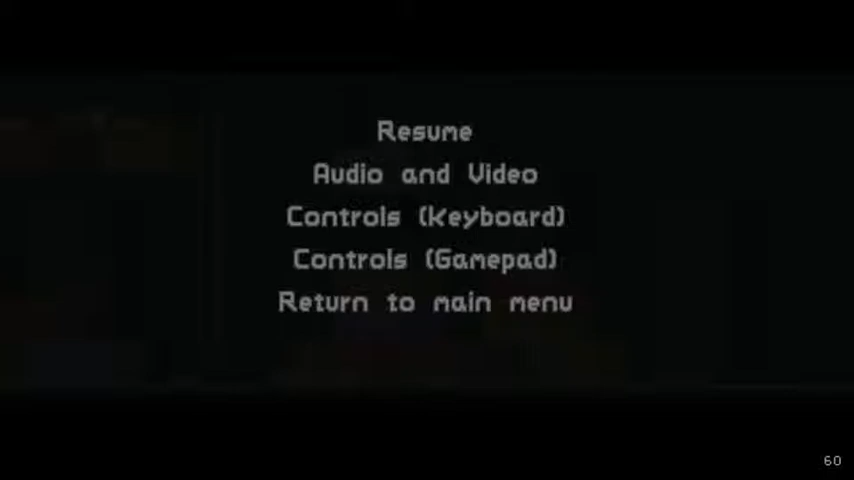 Resume
Audio and Video
Controls (Keyboard)
Controls (Gamepad)
Return to main menu
60